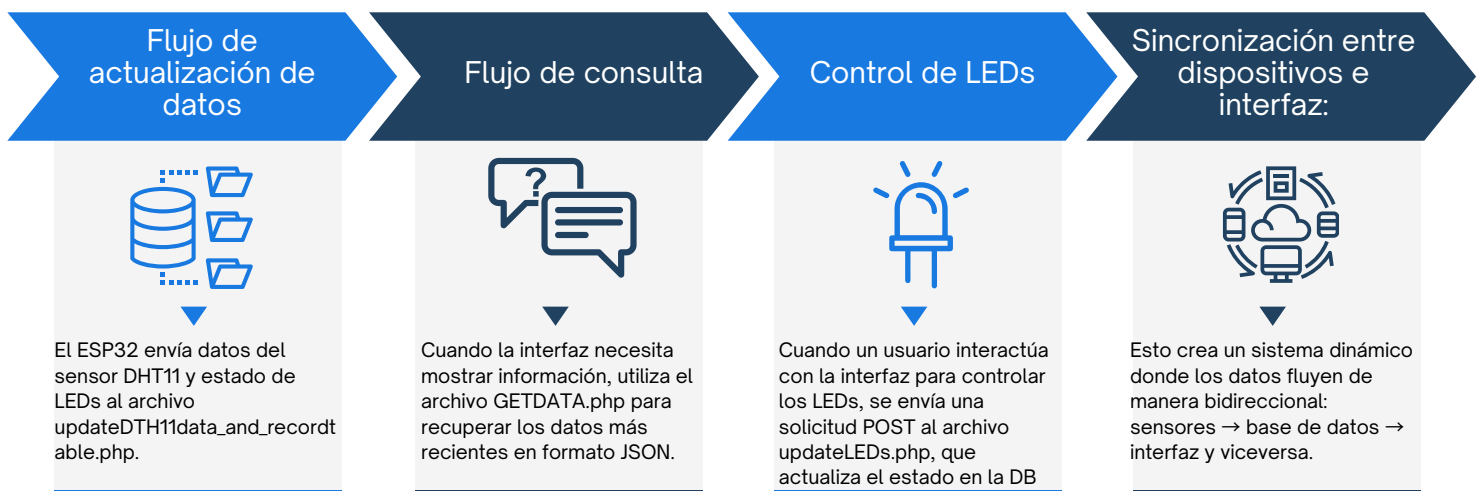 Flujo de
actualización de
datos
El ESP32 envía datos del
sensor DHT11 y estado de
LEDs al archivo
updateDTH11data_and_recordt
able.php.
Flujo de consulta
?
Cuando la interfaz necesita
mostrar información, utiliza el
archivo GETDATA.php para
recuperar los datos más
recientes en formato JSON.
Control de LEDs
Cuando un usuario interactúa
con la interfaz para controlar
los LEDs, se envía una
solicitud POST al archivo
updateLEDs.php, que
actualiza el estado en la DB
Sincronización entre
dispositivos e
interfaz:
Esto crea un sistema dinámico
donde los datos fluyen de
manera bidireccional:
sensores → base de datos →
interfaz y viceversa.